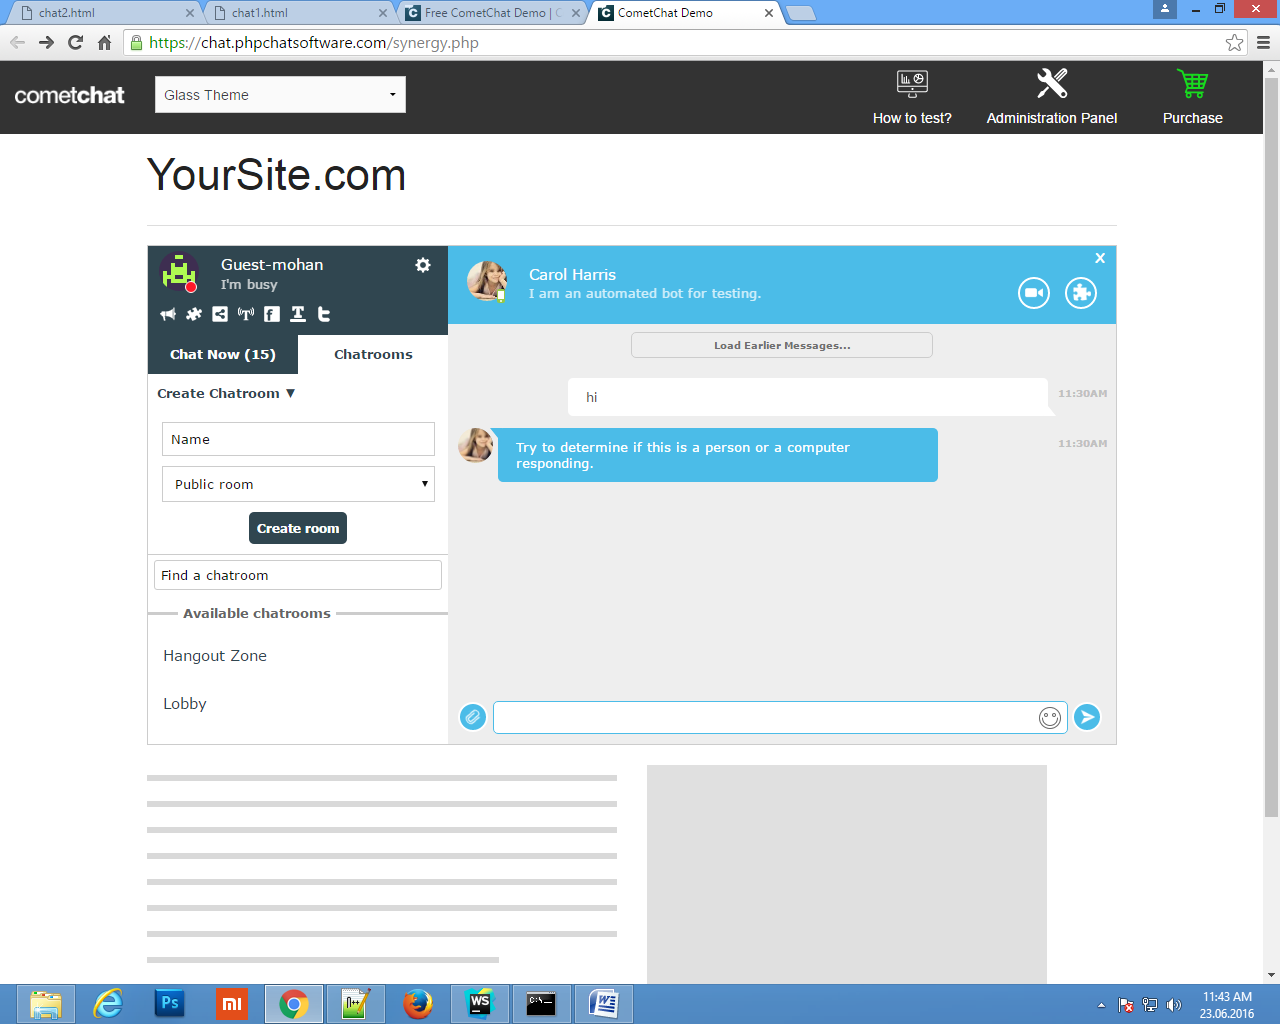 chat2.html
chat1.html
Free CometChat Demo |
CometChat Demo
https://chat.phpchatsoftware.com/synergy.php
cometchat
Glass Theme
How to test?
Administration Panel
Purchase
YourSite.com
Guest-mohan
I'm busy
Chat Now (15)
Chatrooms
Create Chatroom ▼
Name
Public room
Create room
Find a chatroom
Available chatrooms
Hangout Zone
Lobby
Carol Harris
I am an automated bot for testing.
x
Load Earlier Messages...
hi
11:30AM
Try to determine if this is a person or a computer
responding.
11:30AM
Ps
mi
N++
WS
C:\_
W
11:43 AM
23.06.2016